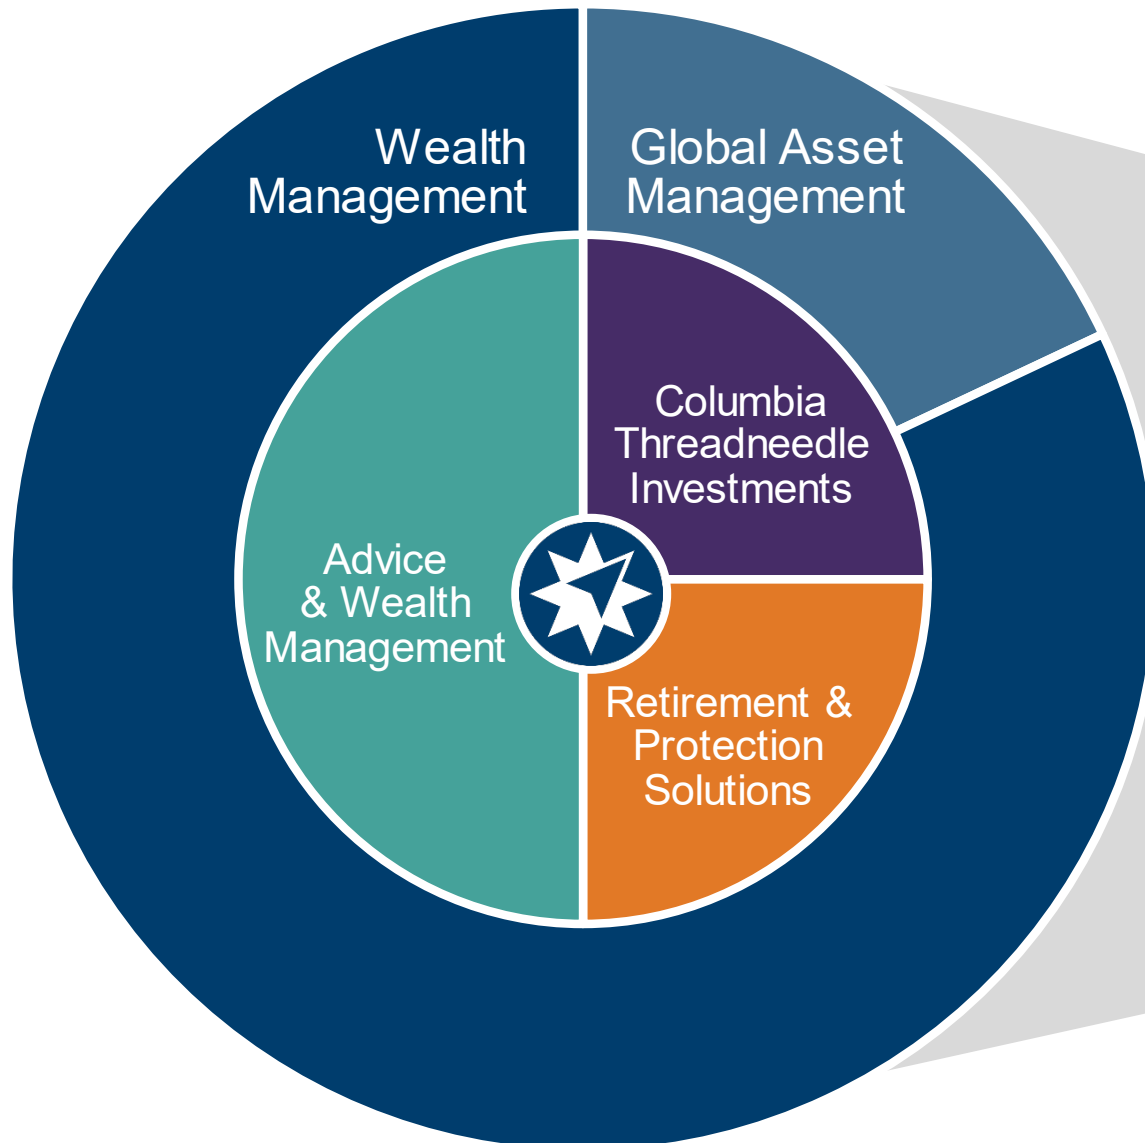 Wealth
Management
Global Asset
Management
Columbia
Threadneedle
Investments
Advice
& Wealth
Management
Retirement &
Protection
Solutions